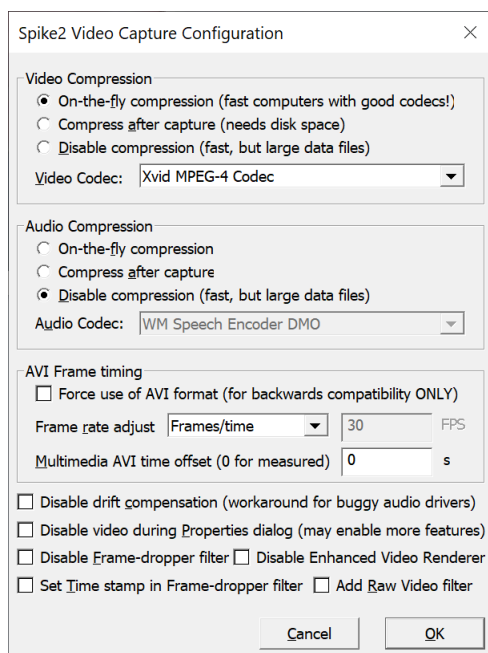 Spike2 Video Capture Configuration
Video Compression
On-the-fly compression (fast computers with good codecs!)
Compress after capture (needs disk space)
Disable compression (fast, but large data files)
Video Codec: Xvid MPEG-4 Codec
Audio Compression
On-the-fly compression
Compress after capture
Disable compression (fast, but large data files)
Audio Codec: WM Speech Encoder DMO
AVI Frame timing
Force use of AVI format (for backwards compatibility ONLY)
Frame rate adjust Frames/time 30 FPS
Multimedia AVI time offset (0 for measured) 0 s
Disable drift compensation (workaround for buggy audio drivers)
Disable video during Properties dialog (may enable more features)
Disable Frame-dropper filter Disable Enhanced Video Renderer
Set Time stamp in Frame-dropper filter Add Raw Video filter
Cancel OK